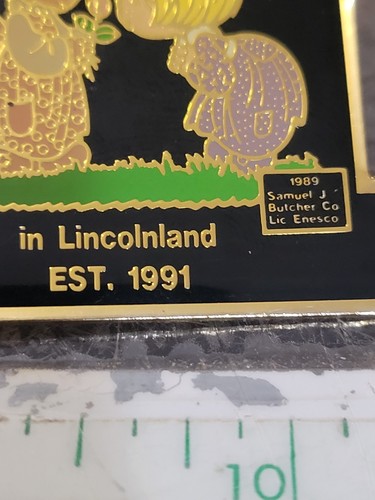 1989
Samuel J
Butcher Co
Lic Enesco
in Lincolnland
EST. 1991
10